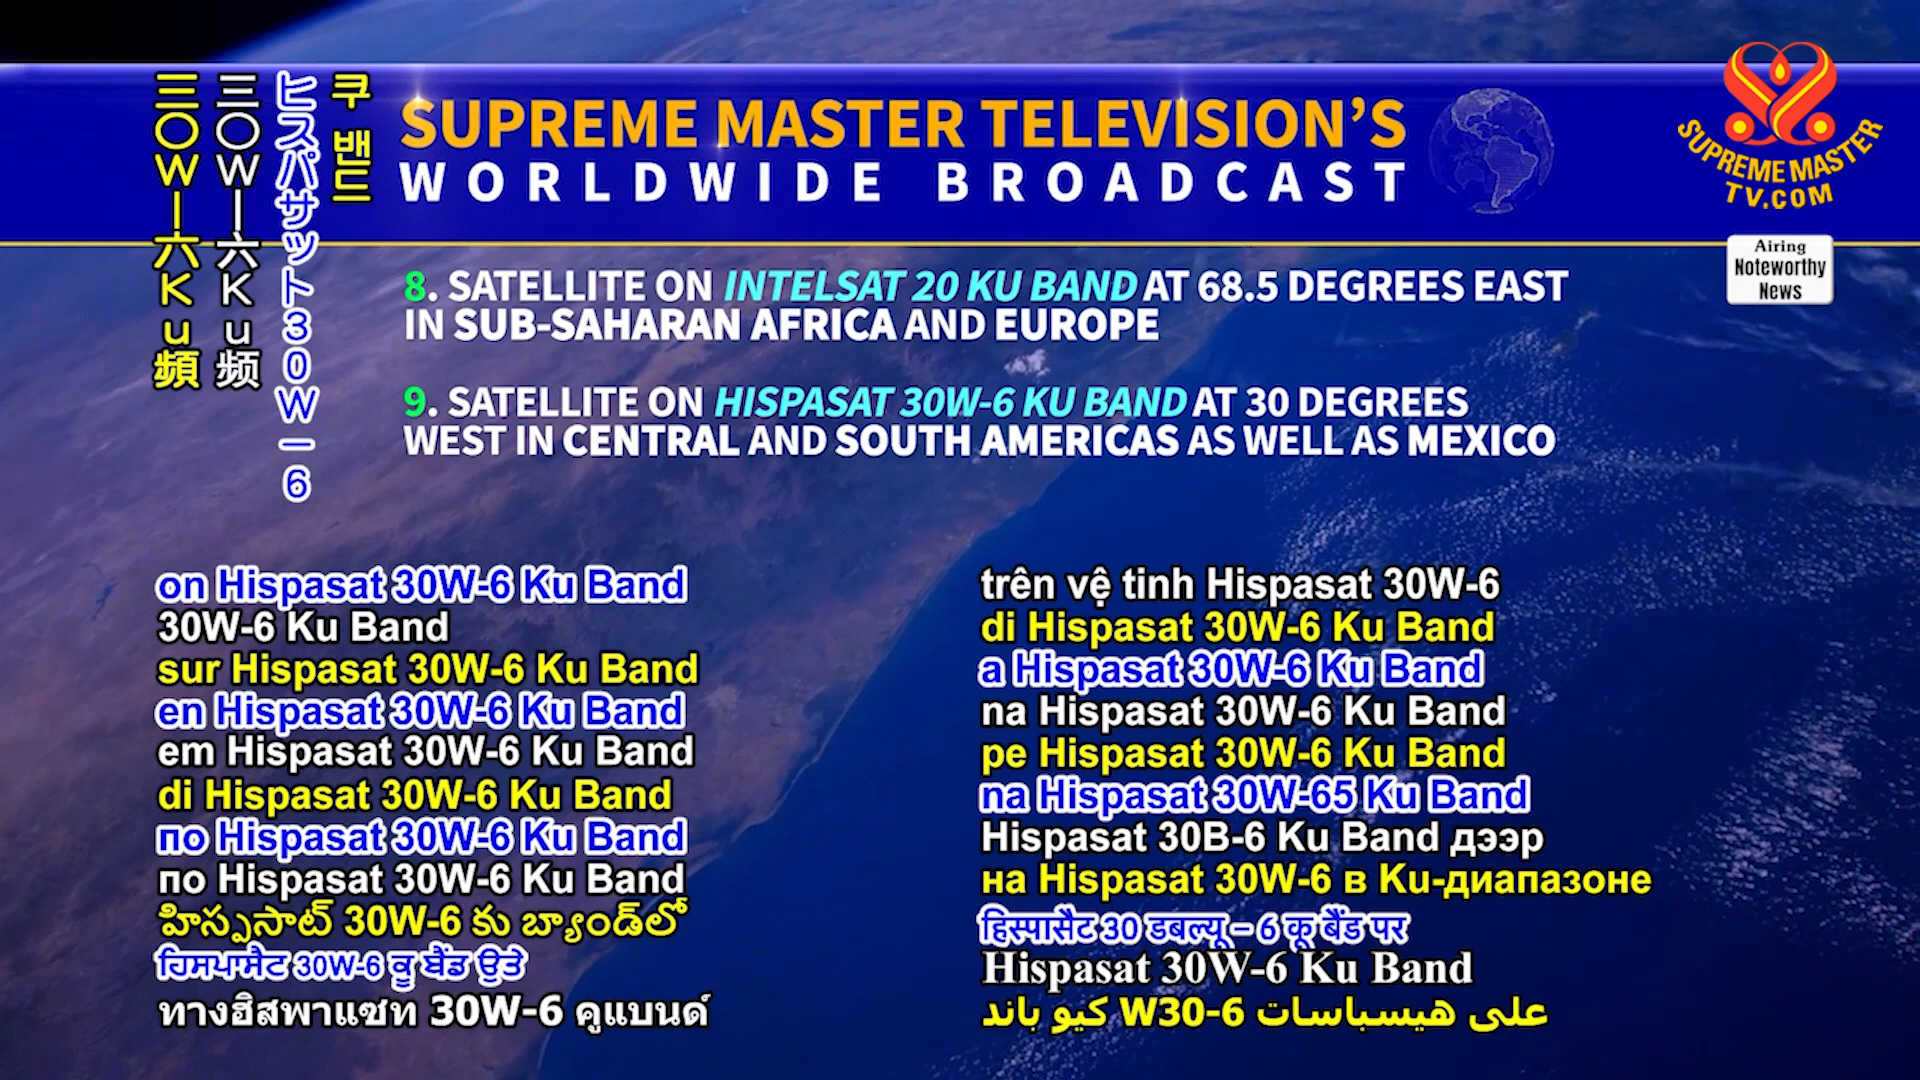 三〇W－六Ku頻
三〇W－六Ku频
ヒスパサット30W－6
쿠 밴드
SUPREME MASTER TELEVISION’S
WORLDWIDE BROADCAST
SUPREME MASTER
TV.COM
Airing
Noteworthy
News
8. SATELLITE ON INTELSAT 20 KU BAND AT 68.5 DEGREES EAST
IN SUB-SAHARAN AFRICA AND EUROPE
9. SATELLITE ON HISPASAT 30W-6 KU BAND AT 30 DEGREES
WEST IN CENTRAL AND SOUTH AMERICAS AS WELL AS MEXICO
on Hispasat 30W-6 Ku Band
30W-6 Ku Band
sur Hispasat 30W-6 Ku Band
en Hispasat 30W-6 Ku Band
em Hispasat 30W-6 Ku Band
di Hispasat 30W-6 Ku Band
по Hispasat 30W-6 Ku Band
по Hispasat 30W-6 Ku Band
హిస్పసాట్ 30W-6 కు బ్యాండ్‌లో
ਹਿਸਪਾਸੈਟ 30W-6 ਕੂ ਬੈਂਡ ਉਤੇ
ทางฮิสพาแซท 30W-6 คูแบนด์
trên vệ tinh Hispasat 30W-6
di Hispasat 30W-6 Ku Band
a Hispasat 30W-6 Ku Band
na Hispasat 30W-6 Ku Band
pe Hispasat 30W-6 Ku Band
na Hispasat 30W-65 Ku Band
Hispasat 30В-6 Ku Band дээр
на Hispasat 30W-6 в Ku-диапазоне
हिस्पासैट 30 डबल्यू – 6 कू बैंड पर
Hispasat 30W-6 Ku Band
على هيسباسات W30-6 كيو باند